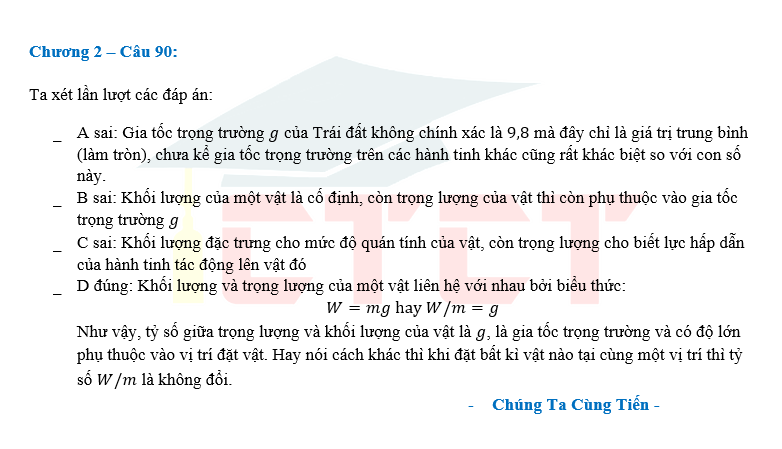 Chương 2 – Câu 90:
Ta xét lần lượt các đáp án:
_ A sai: Gia tốc trọng trường g của Trái đất không chính xác là 9,8 mà đây chỉ là giá trị trung bình
(làm tròn), chưa kể gia tốc trọng trường trên các hành tinh khác cũng rất khác biệt so với con số
này.
_ B sai: Khối lượng của một vật là cố định, còn trọng lượng của vật thì còn phụ thuộc vào gia tốc
trọng trường g
_ C sai: Khối lượng đặc trưng cho mức độ quán tính của vật, còn trọng lượng cho biết lực hấp dẫn
của hành tinh tác động lên vật đó
_ D đúng: Khối lượng và trọng lượng của một vật liên hệ với nhau bởi biểu thức:
W = mg hay W/m = g
Như vậy, tỷ số giữa trọng lượng và khối lượng của vật là g, là gia tốc trọng trường và có độ lớn
phụ thuộc vào vị trí đặt vật. Hay nói cách khác thì khi đặt bất kì vật nào tại cùng một vị trí thì tỷ
số W/m là không đổi.
- Chúng Ta Cùng Tiến -
CTCT